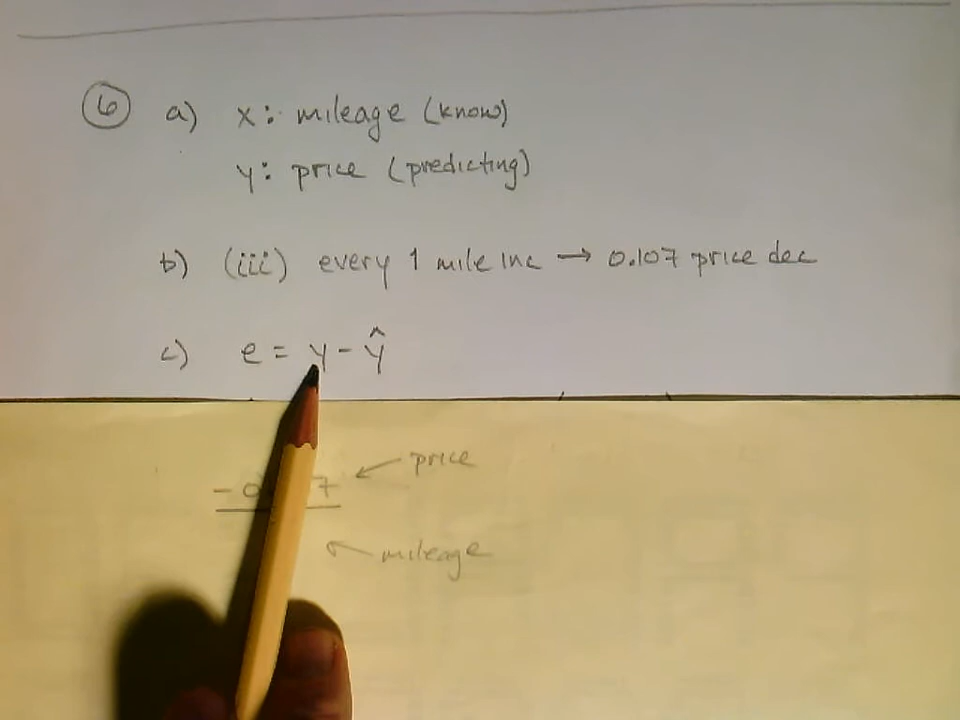 6 a) x: mileage (know)
y: price (predicting)
b) (iii) every 1 mile inc → 0.107 price dec
c) e = y - ŷ
← price
← mileage